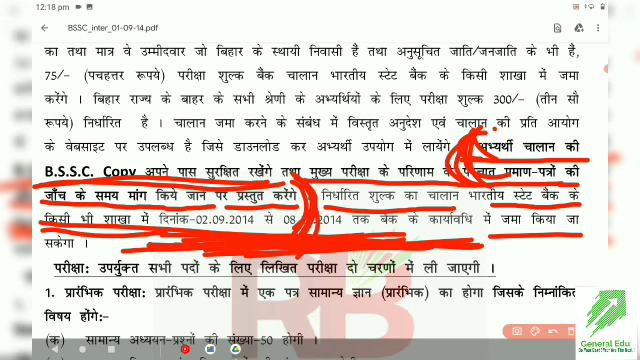 12:18 pm
BSSC_inter_01-09-14.pdf
का तथा मात्र वे उम्मीदवार जो बिहार के स्थायी निवासी है तथा अनुसूचित जाति/जनजाति के भी है,
75/– (पचहत्तर रूपये) परीक्षा शुल्क बैंक चालान भारतीय स्टेट बैंक के किसी शाखा में जमा
करेंगे । बिहार राज्य के बाहर के सभी श्रेणी के अभ्यर्थियों के लिए परीक्षा शुल्क 300/– (तीन सौ
रूपये) निर्धारित है । चालान जमा करने के संबंध में विस्तृत अनुदेश एवं चालान की प्रति आयोग
के वेबसाइट पर उपलब्ध है जिसे डाउनलोड कर अभ्यर्थी उपयोग में लायेंगे अभ्यर्थी चालान की
B.S.S.C. Copy अपने पास सुरक्षित रखेंगे तथा मुख्य परीक्षा के परिणाम के प्रमाण-पत्रों की
जाँच के समय मांग किये जाने पर प्रस्तुत करेंगे निर्धारित शुल्क का चालान भारतीय स्टेट बैंक के
किसी भी शाखा में दिनांक-02.09.2014 से 08 2014 तक बैंक के कार्यावधि में जमा किया जा
सकेगा ।
परीक्षा: उपर्युक्त सभी पदों के लिए लिखित परीक्षा दो चरणों में ली जाएगी ।
1. प्रारंभिक परीक्षा: प्रारंभिक परीक्षा में एक पत्र सामान्य ज्ञान (प्रारंभिक) का होगा जिसके निम्नांकित
विषय होंगे:-
(क) सामान्य अध्ययन-प्रश्नों की संख्या-50 होगी ।
RB
General Edu